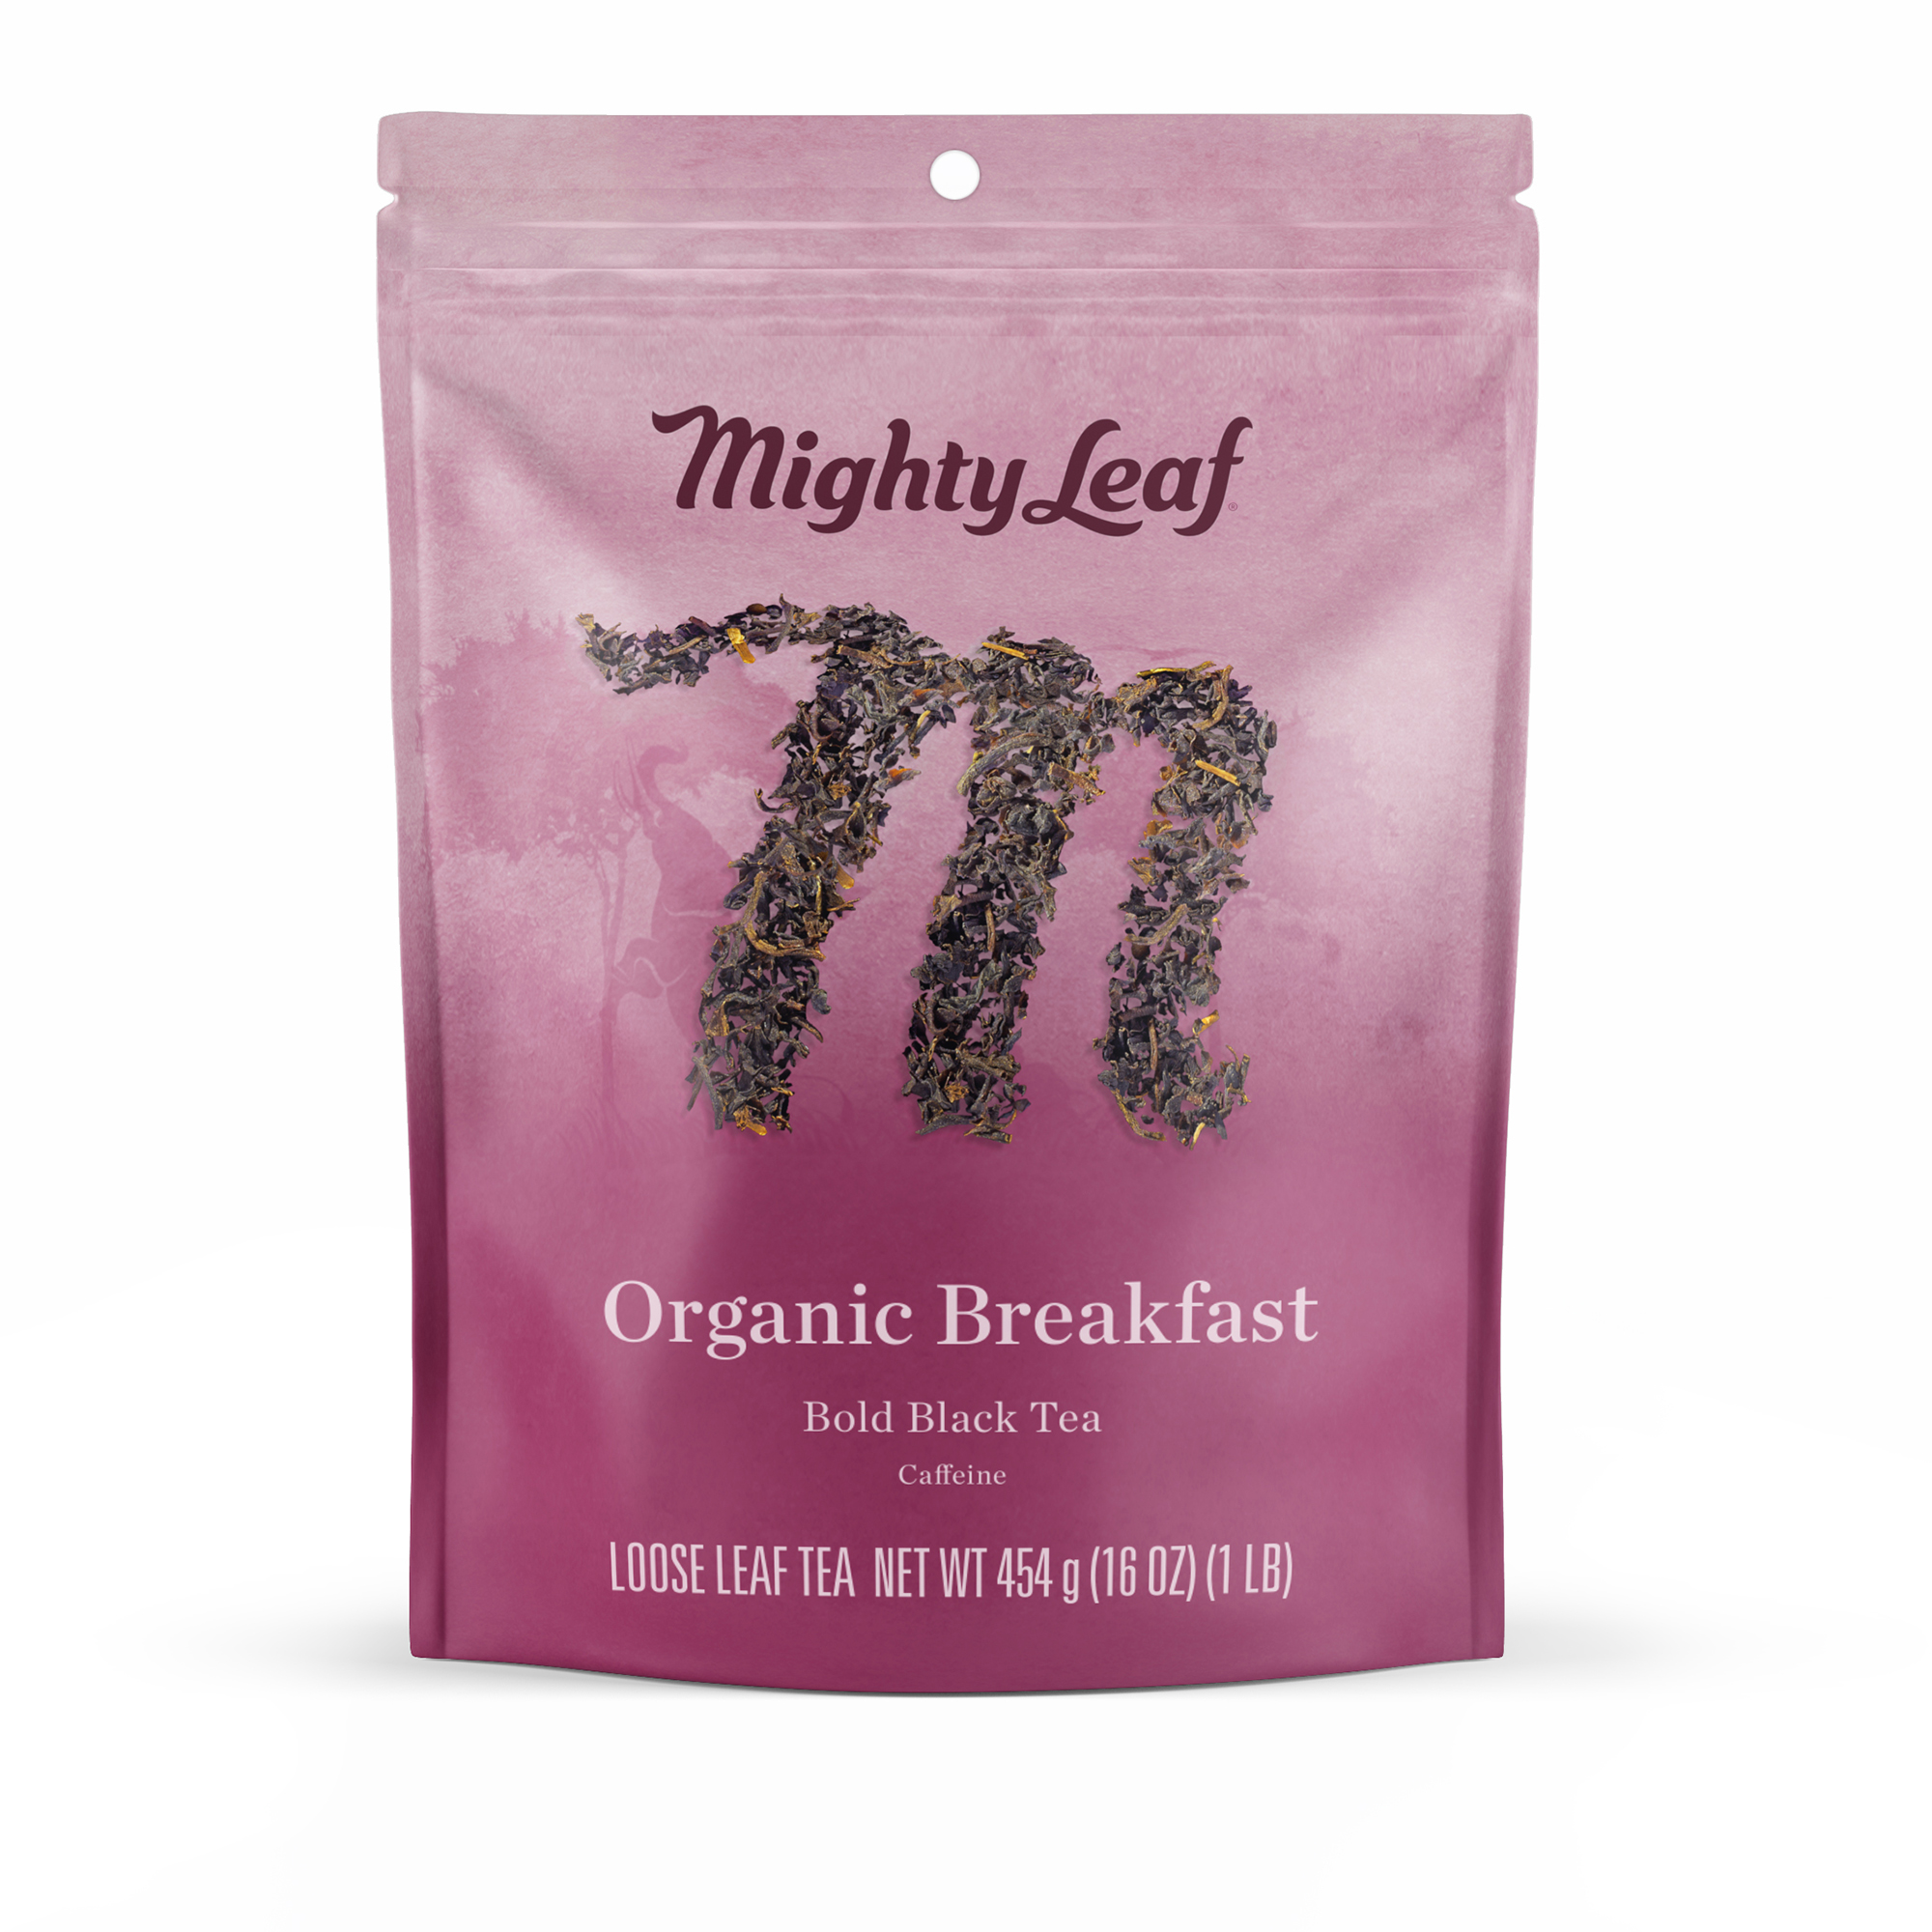 Mighty Leaf®
m
Organic Breakfast
Bold Black Tea
Caffeine
LOOSE LEAF TEA NET WT 454 g (16 OZ) (1 LB)